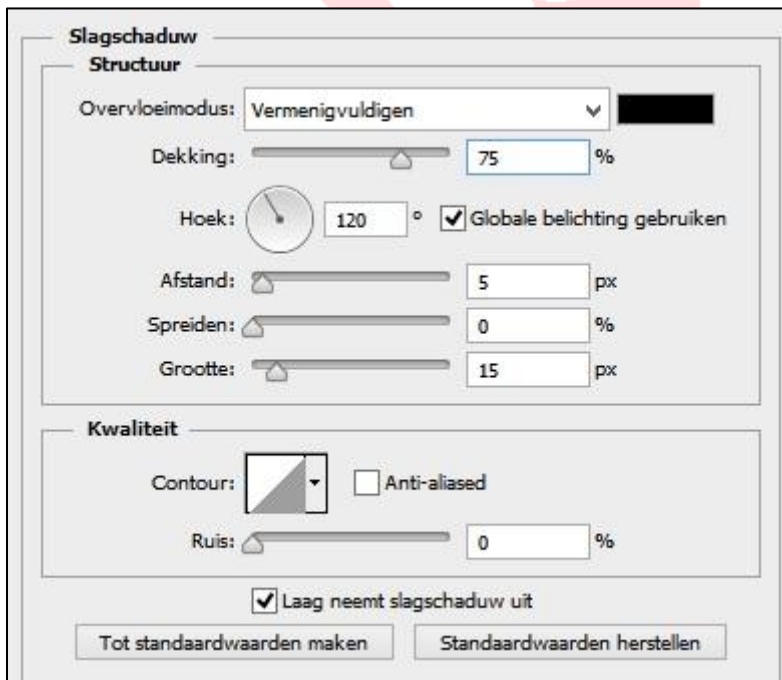 Slagschaduw
Structuur
Overvloeimodus: Vermenigvuldigen
Dekking: 75 %
Hoek: 120 ° Globale belichting gebruiken
Afstand: 5 px
Spreiden: 0 %
Grootte: 15 px
Kwaliteit
Contour: Anti-aliased
Ruis: 0 %
Laag neemt slagschaduw uit
Tot standaardwaarden maken Standaardwaarden herstellen